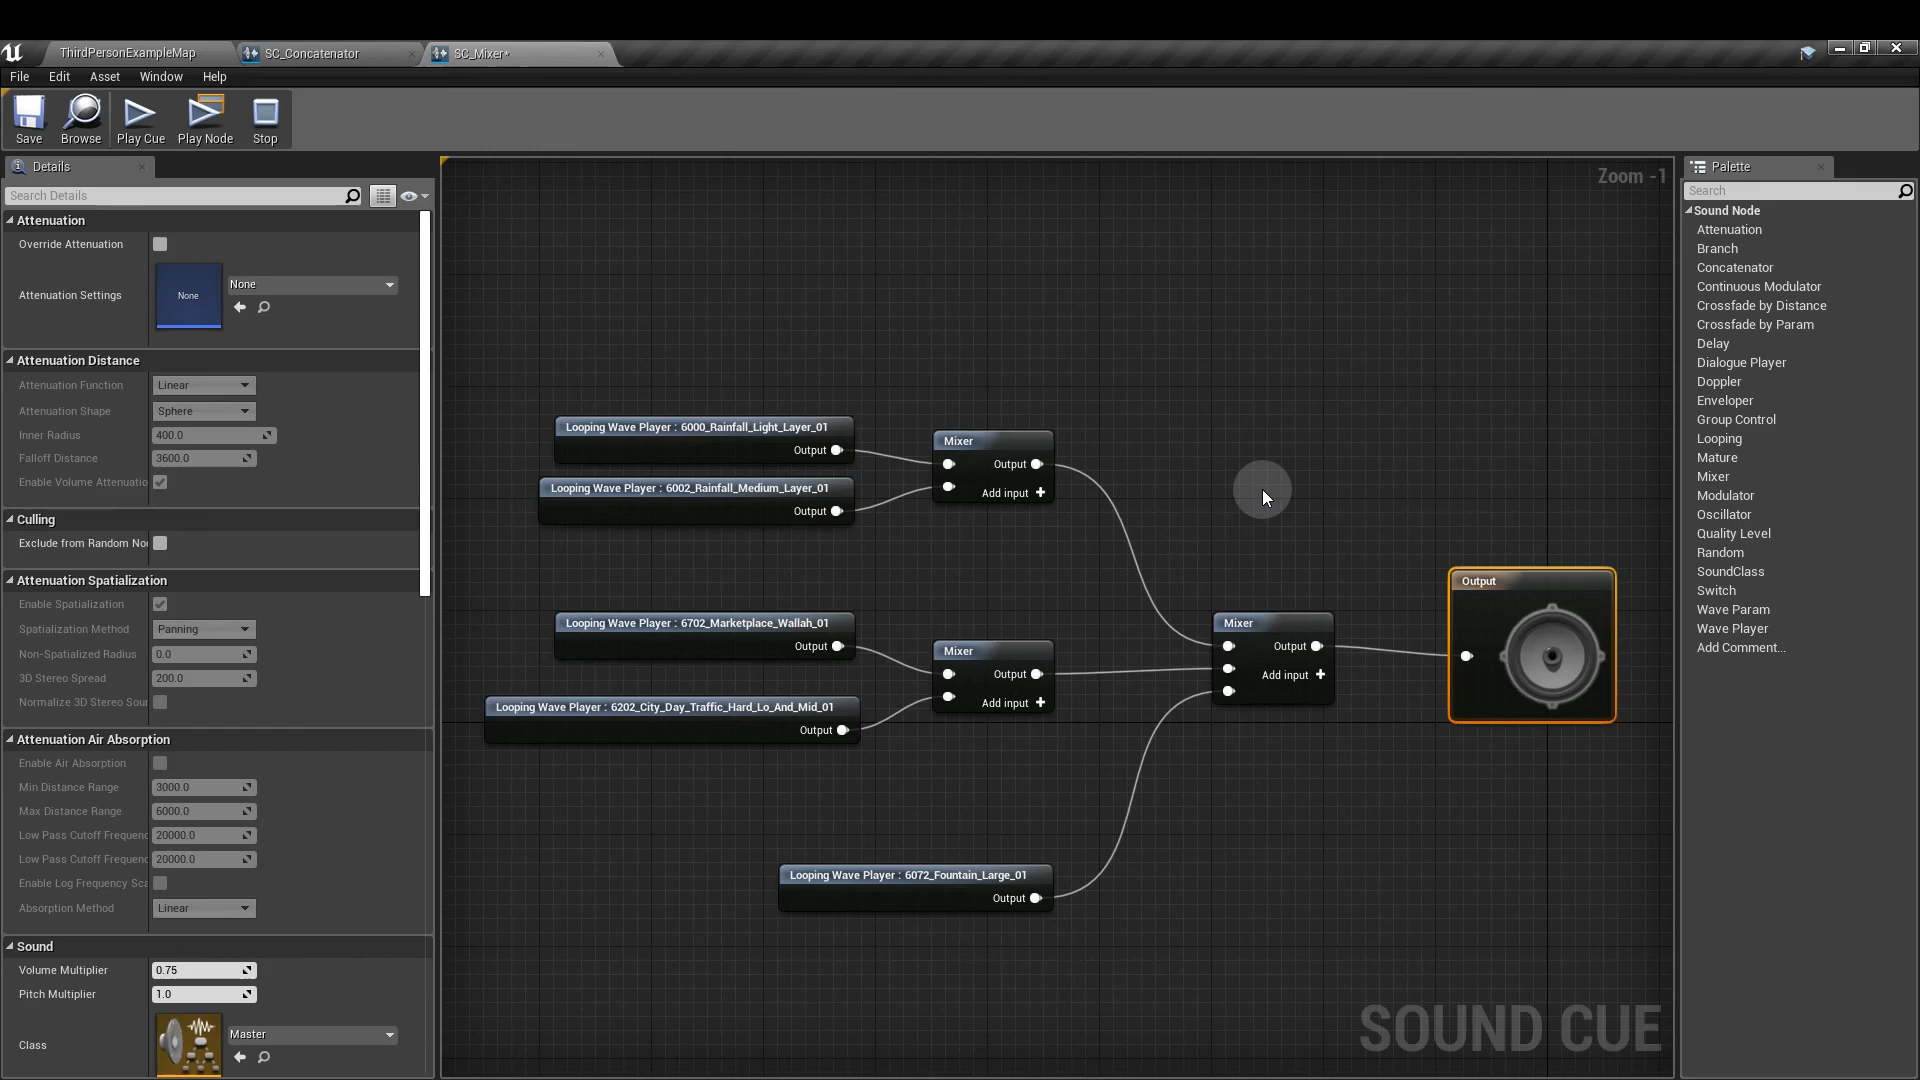 ThirdPersonExampleMap
SC_Concatenator
SC_Mixer*
File Edit Asset Window Help
Save Browse Play Cue Play Node Stop
Details
Search Details
Attenuation
Override Attenuation
Attenuation Settings
None
None
Attenuation Distance
Attenuation Function Linear
Attenuation Shape Sphere
Inner Radius 400.0
Falloff Distance 3600.0
Enable Volume Attenuatio
Culling
Exclude from Random No
Attenuation Spatialization
Enable Spatialization
Spatialization Method Panning
Non-Spatialized Radius 0.0
3D Stereo Spread 200.0
Normalize 3D Stereo Sour
Attenuation Air Absorption
Enable Air Absorption
Min Distance Range 3000.0
Max Distance Range 6000.0
Low Pass Cutoff Frequenc 20000.0
Low Pass Cutoff Frequenc 20000.0
Enable Log Frequency Sca
Absorption Method Linear
Sound
Volume Multiplier 0.75
Pitch Multiplier 1.0
Class
Master
Zoom -1
Looping Wave Player : 6000_Rainfall_Light_Layer_01
Output
Looping Wave Player : 6002_Rainfall_Medium_Layer_01
Output
Mixer
Output
Add input
Looping Wave Player : 6702_Marketplace_Wallah_01
Output
Looping Wave Player : 6202_City_Day_Traffic_Hard_Lo_And_Mid_01
Output
Mixer
Output
Add input
Looping Wave Player : 6072_Fountain_Large_01
Output
Mixer
Output
Add input
Output
SOUND CUE
Palette
Search
Sound Node
Attenuation
Branch
Concatenator
Continuous Modulator
Crossfade by Distance
Crossfade by Param
Delay
Dialogue Player
Doppler
Enveloper
Group Control
Looping
Mature
Mixer
Modulator
Oscillator
Quality Level
Random
SoundClass
Switch
Wave Param
Wave Player
Add Comment...